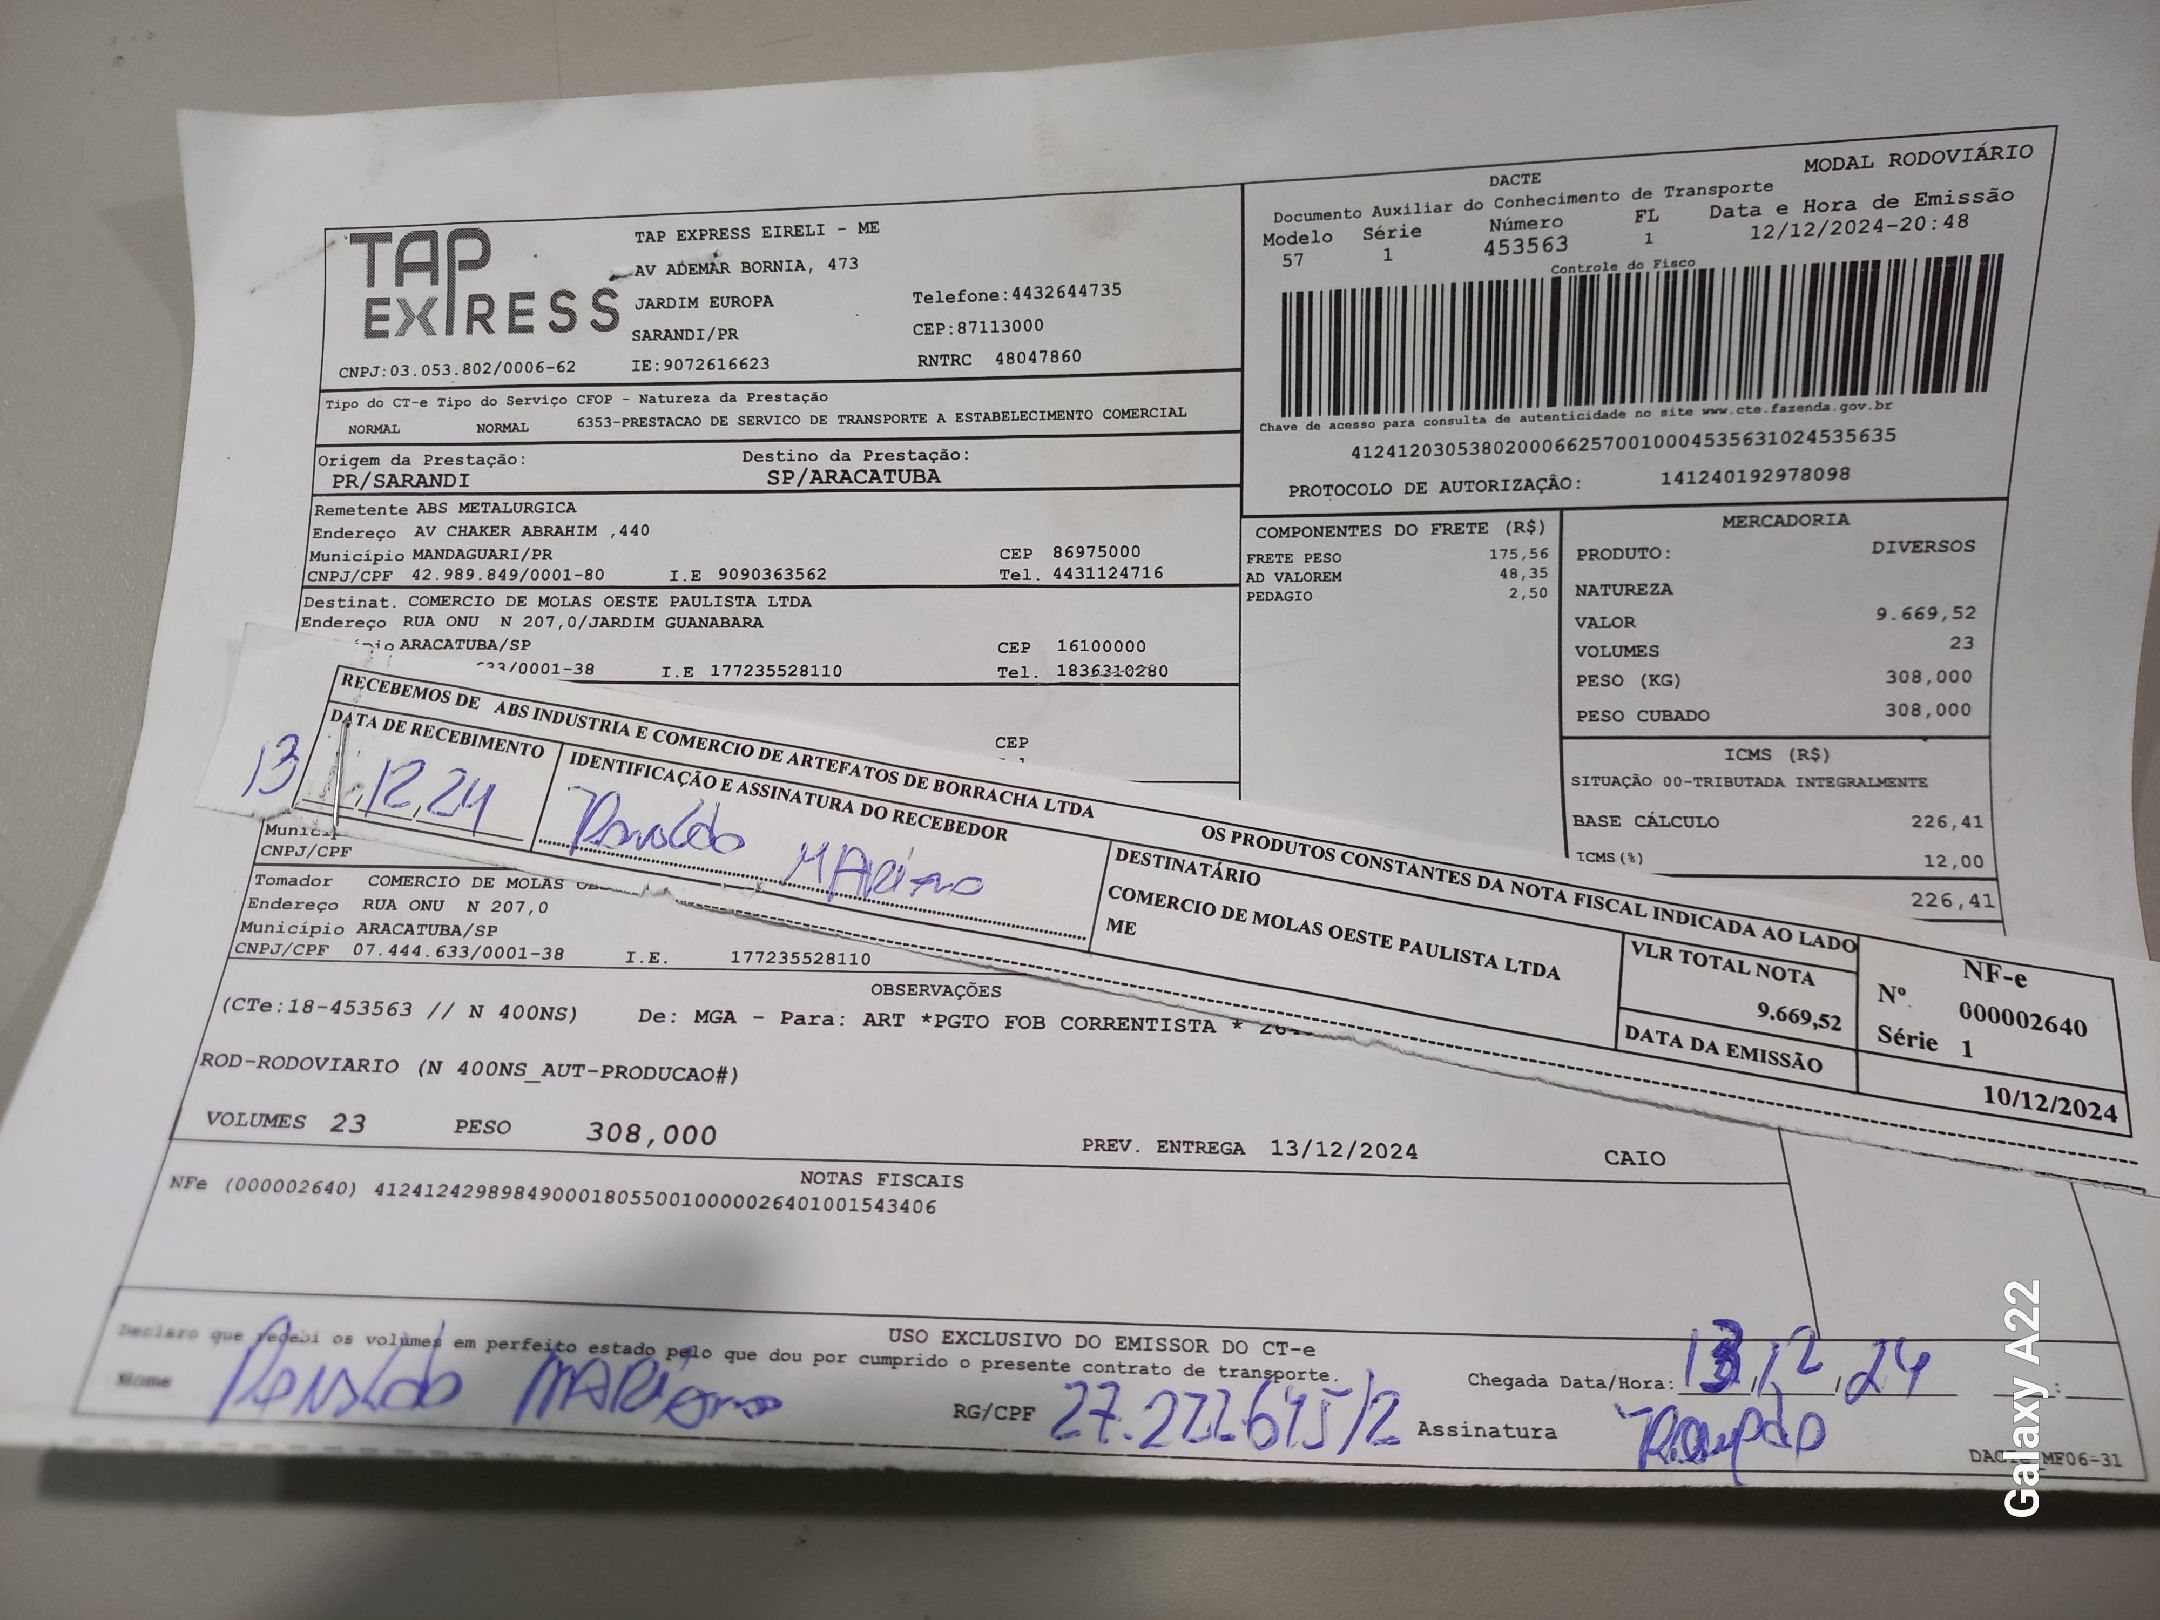 MODAL RODOVIÁRIO
DACTE
Documento Auxiliar do Conhecimento de Transporte
Modelo Série Número FL Data e Hora de Emissão
57 1 453563 1 12/12/2024-20:48
Controle do Fisco
Chave de acesso para consulta de autenticidade no site www.cte.fazenda.gov.br
41241203053802000662570010004535631024535635
PROTOCOLO DE AUTORIZAÇÃO: 141240192978098
TAP EXPRESS
TAP EXPRESS EIRELI - ME
AV ADEMAR BORNIA, 473
JARDIM EUROPA Telefone:4432644735
SARANDI/PR CEP:87113000
CNPJ:03.053.802/0006-62 IE:9072616623 RNTRC 48047860
Tipo do CT-e Tipo do Serviço CFOP - Natureza da Prestação
NORMAL NORMAL 6353-PRESTACAO DE SERVICO DE TRANSPORTE A ESTABELECIMENTO COMERCIAL
Origem da Prestação: Destino da Prestação:
PR/SARANDI SP/ARACATUBA
Remetente ABS METALURGICA
Endereço AV CHAKER ABRAHIM ,440
Município MANDAGUARI/PR CEP 86975000
CNPJ/CPF 42.989.849/0001-80 I.E 9090363562 Tel. 4431124716
Destinat. COMERCIO DE MOLAS OESTE PAULISTA LTDA
Endereço RUA ONU N 207,0/JARDIM GUANABARA
ARACATUBA/SP CEP 16100000
/0001-38 I.E 177235528110 Tel. 1836310280
CEP
COMPONENTES DO FRETE (R$)
FRETE PESO 175,56
AD VALOREM 48,35
PEDAGIO 2,50
MERCADORIA
PRODUTO: DIVERSOS
NATUREZA
VALOR 9.669,52
VOLUMES 23
PESO (KG) 308,000
PESO CUBADO 308,000
ICMS (R$)
SITUAÇÃO 00-TRIBUTADA INTEGRALMENTE
BASE CÁLCULO 226,41
ICMS(%) 12,00
226,41
RECEBEMOS DE ABS INDUSTRIA E COMERCIO DE ARTEFATOS DE BORRACHA LTDA OS PRODUTOS CONSTANTES DA NOTA FISCAL INDICADA AO LADO
DATA DE RECEBIMENTO IDENTIFICAÇÃO E ASSINATURA DO RECEBEDOR
13 12,24 Ronaldo MARiano
DESTINATÁRIO
COMERCIO DE MOLAS OESTE PAULISTA LTDA
ME
VLR TOTAL NOTA
9.669,52
DATA DA EMISSÃO
10/12/2024
NF-e
Nº 000002640
Série 1
CNPJ/CPF
Tomador COMERCIO DE MOLAS
Endereço RUA ONU N 207,0
Município ARACATUBA/SP
CNPJ/CPF 07.444.633/0001-38 I.E. 177235528110
OBSERVAÇÕES
(CTe:18-453563 // N 400NS) De: MGA - Para: ART *PGTO FOB CORRENTISTA *
ROD-RODOVIARIO (N 400NS_AUT-PRODUCAO#)
VOLUMES 23 PESO 308,000 PREV. ENTREGA 13/12/2024 CAIO
NOTAS FISCAIS
NFe (000002640) 41241242989849000180550010000026401001543406
USO EXCLUSIVO DO EMISSOR DO CT-e
Declaro que recebi os volumes em perfeito estado pelo que dou por cumprido o presente contrato de transporte.
Nome Ronaldo MARiano RG/CPF Chegada Data/Hora: 13,12,24 :
Assinatura
MF06-31
Galaxy A22